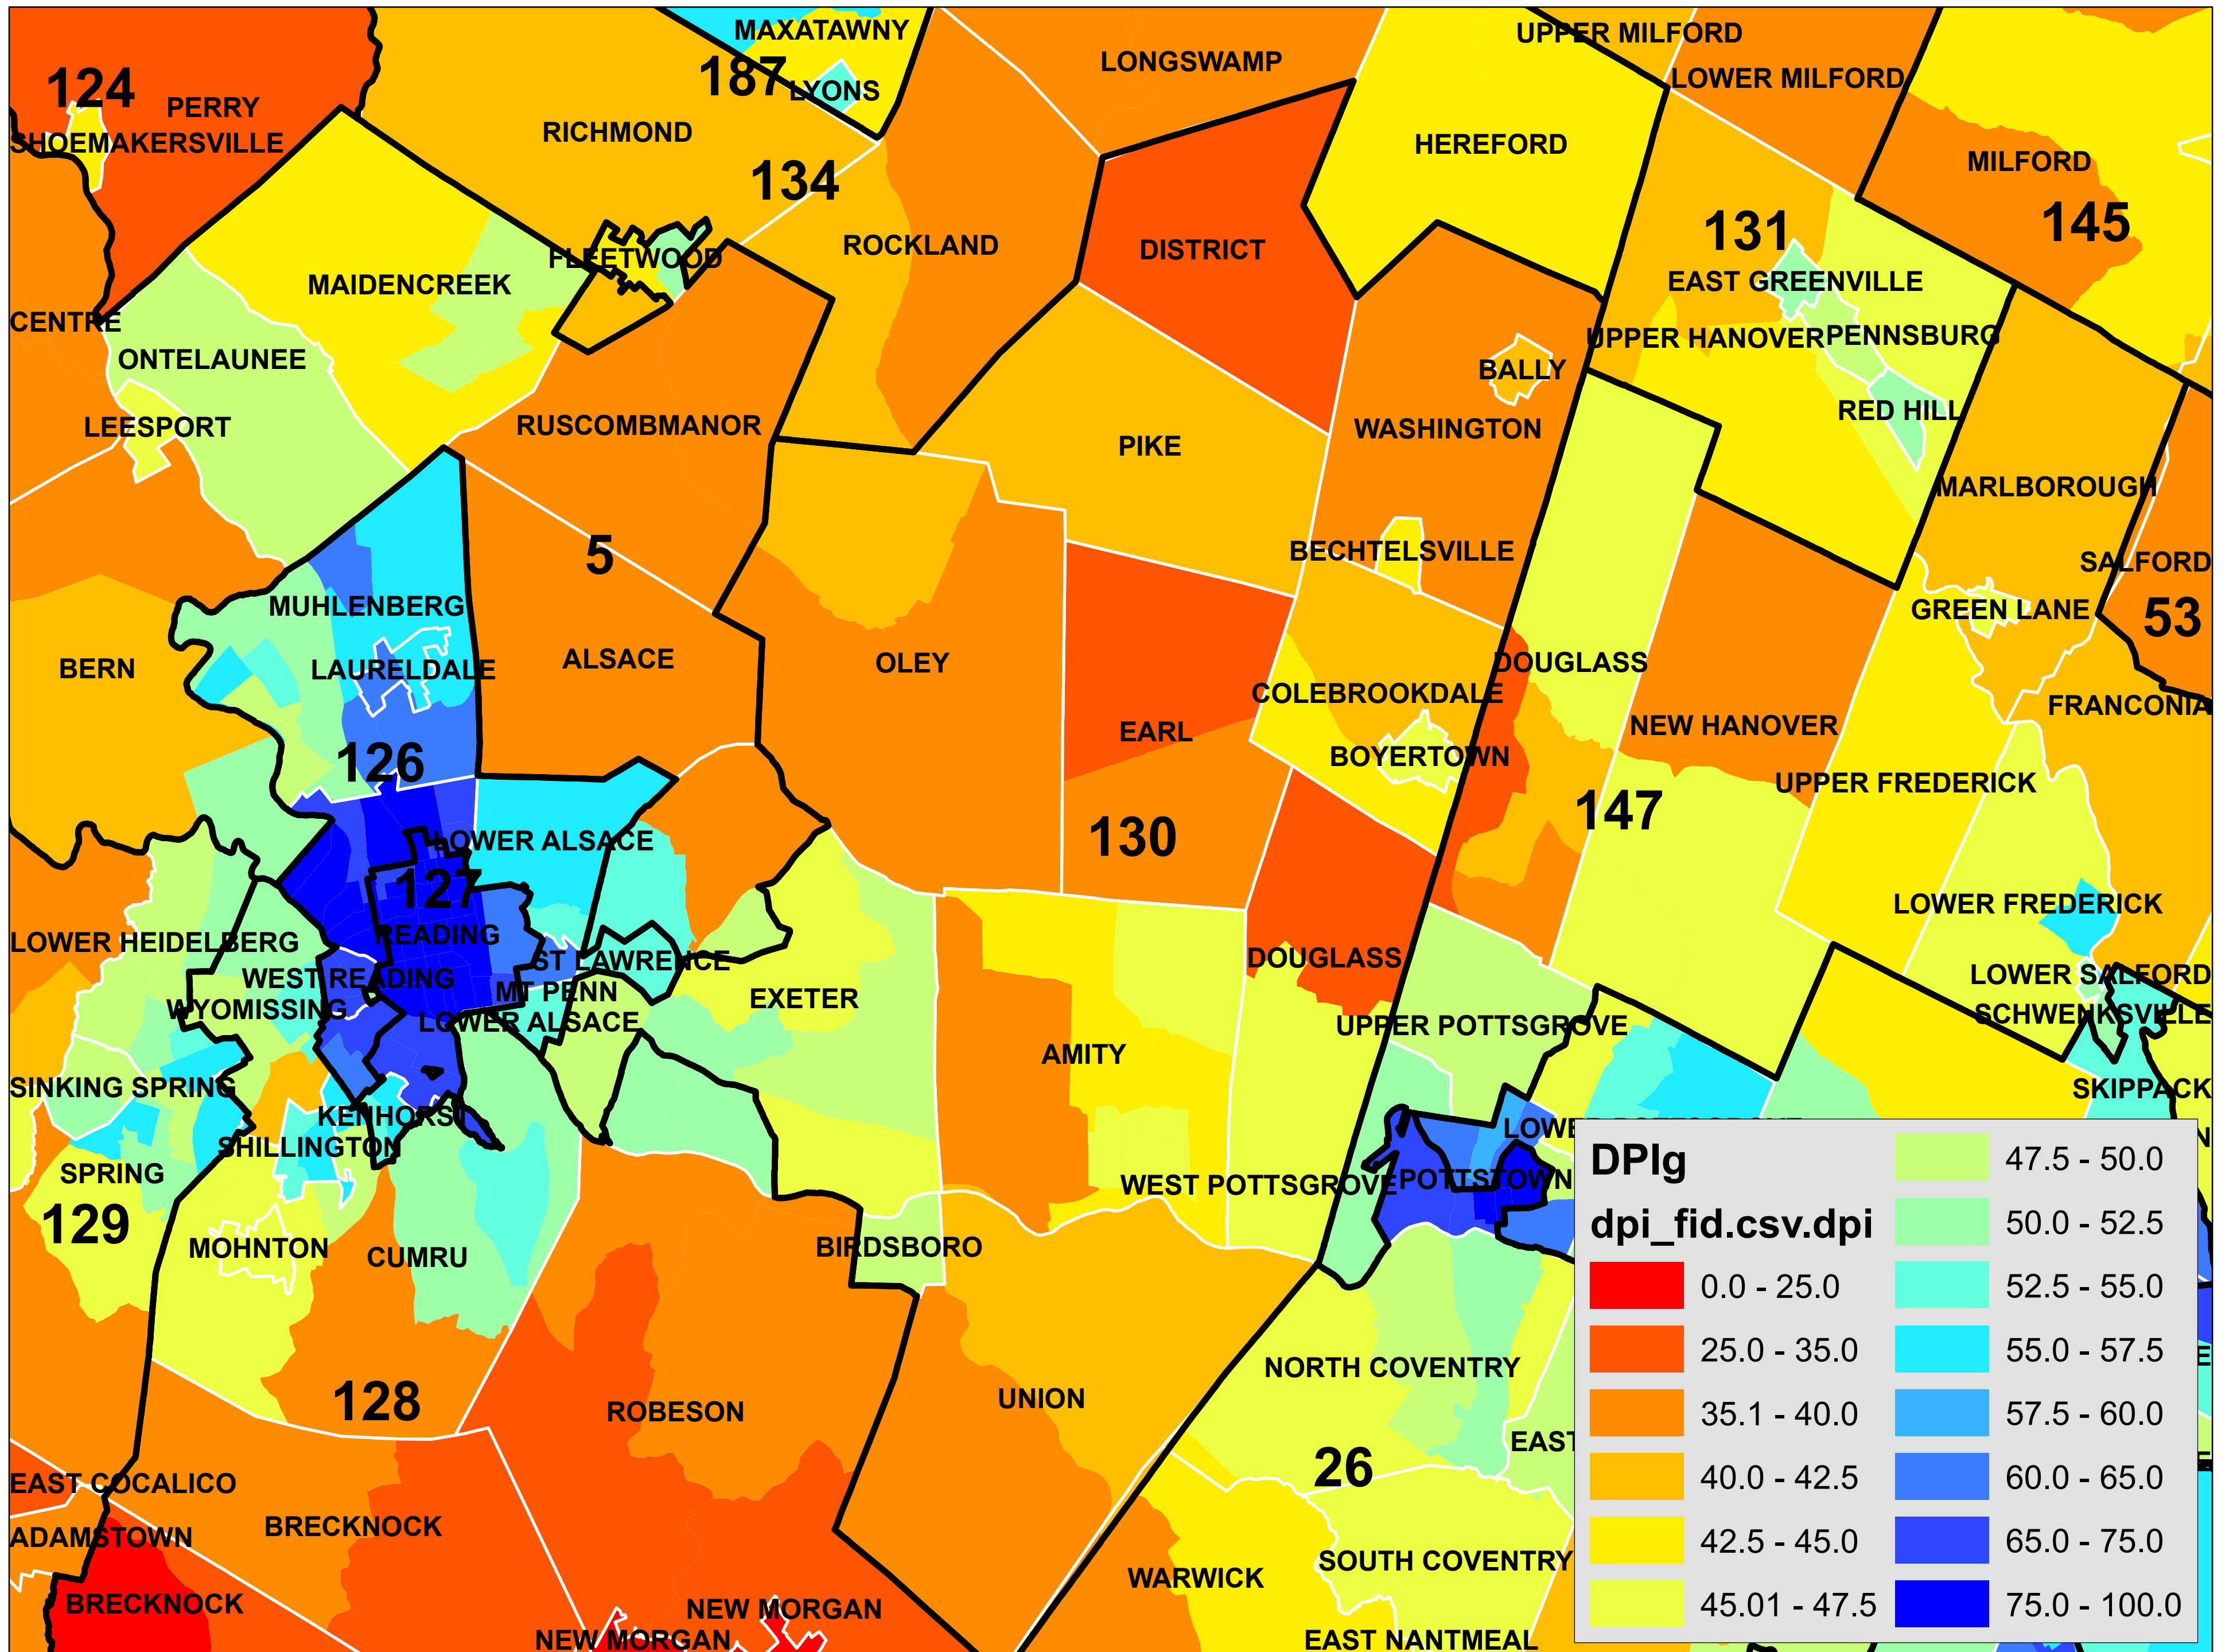 MAXATAWNY
UPPER MILFORD
LONGSWAMP
187
LOWER MILFORD
124
LYONS
PERRY
RICHMOND
SHOEMAKERSVILLE
HEREFORD
MILFORD
134
131
145
ROCKLAND
DISTRICT
FLEETWOOD
MAIDENCREEK
EAST GREENVILLE
CENTRE
UPPER HANOVER
PENNSBURG
ONTELAUNEE
BALLY
RED HILL
LEESPORT
RUSCOMBMANOR
WASHINGTON
PIKE
MARLBOROUGH
5
BECHTELSVILLE
SALFORD
MUHLENBERG
GREEN LANE
53
BERN
LAURELDALE
ALSACE
OLEY
DOUGLASS
COLEBROOKDALE
FRANCONIA
EARL
NEW HANOVER
BOYERTOWN
126
UPPER FREDERICK
147
130
LOWER ALSACE
127
LOWER FREDERICK
READING
LOWER HEIDELBERG
ST LAWRENCE
DOUGLASS
WEST READING
LOWER SALFORD
MT PENN
EXETER
WYOMISSING
SCHWENKSVILLE
LOWER ALSACE
UPPER POTTSGROVE
AMITY
SINKING SPRING
SKIPPACK
KENHORST
LOWE
N
SHILLINGTON
SPRING
WEST POTTSGROVE
POTTSTOWN
129
MOHNTON
CUMRU
BIRDSBORO
NORTH COVENTRY
E
128
ROBESON
UNION
EAST
26
E
EAST COCALICO
BRECKNOCK
ADAMSTOWN
SOUTH COVENTRY
WARWICK
BRECKNOCK
NEW MORGAN
NEW MORGAN
EAST NANTMEAL
DPIg
dpi_fid.csv.dpi
0.0 - 25.0
25.0 - 35.0
35.1 - 40.0
40.0 - 42.5
42.5 - 45.0
45.01 - 47.5
47.5 - 50.0
50.0 - 52.5
52.5 - 55.0
55.0 - 57.5
57.5 - 60.0
60.0 - 65.0
65.0 - 75.0
75.0 - 100.0